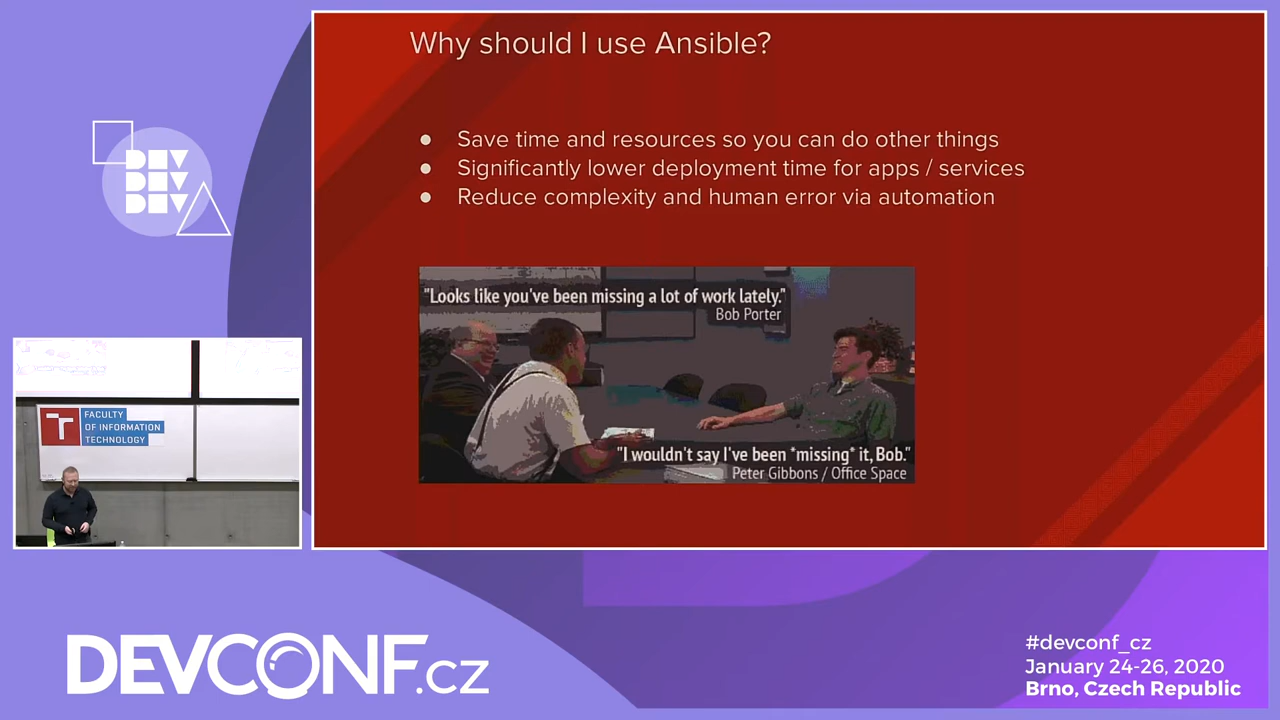 Why should I use Ansible?
● Save time and resources so you can do other things
● Significantly lower deployment time for apps / services
● Reduce complexity and human error via automation
"Looks like you've been missing a lot of work lately."
Bob Porter
"I wouldn't say I've been *missing* it, Bob."
Peter Gibbons / Office Space
DEV
DEV
DEV
FACULTY
OF INFORMATION
TECHNOLOGY
DEVCONF.cz
#devconf_cz
January 24-26, 2020
Brno, Czech Republic